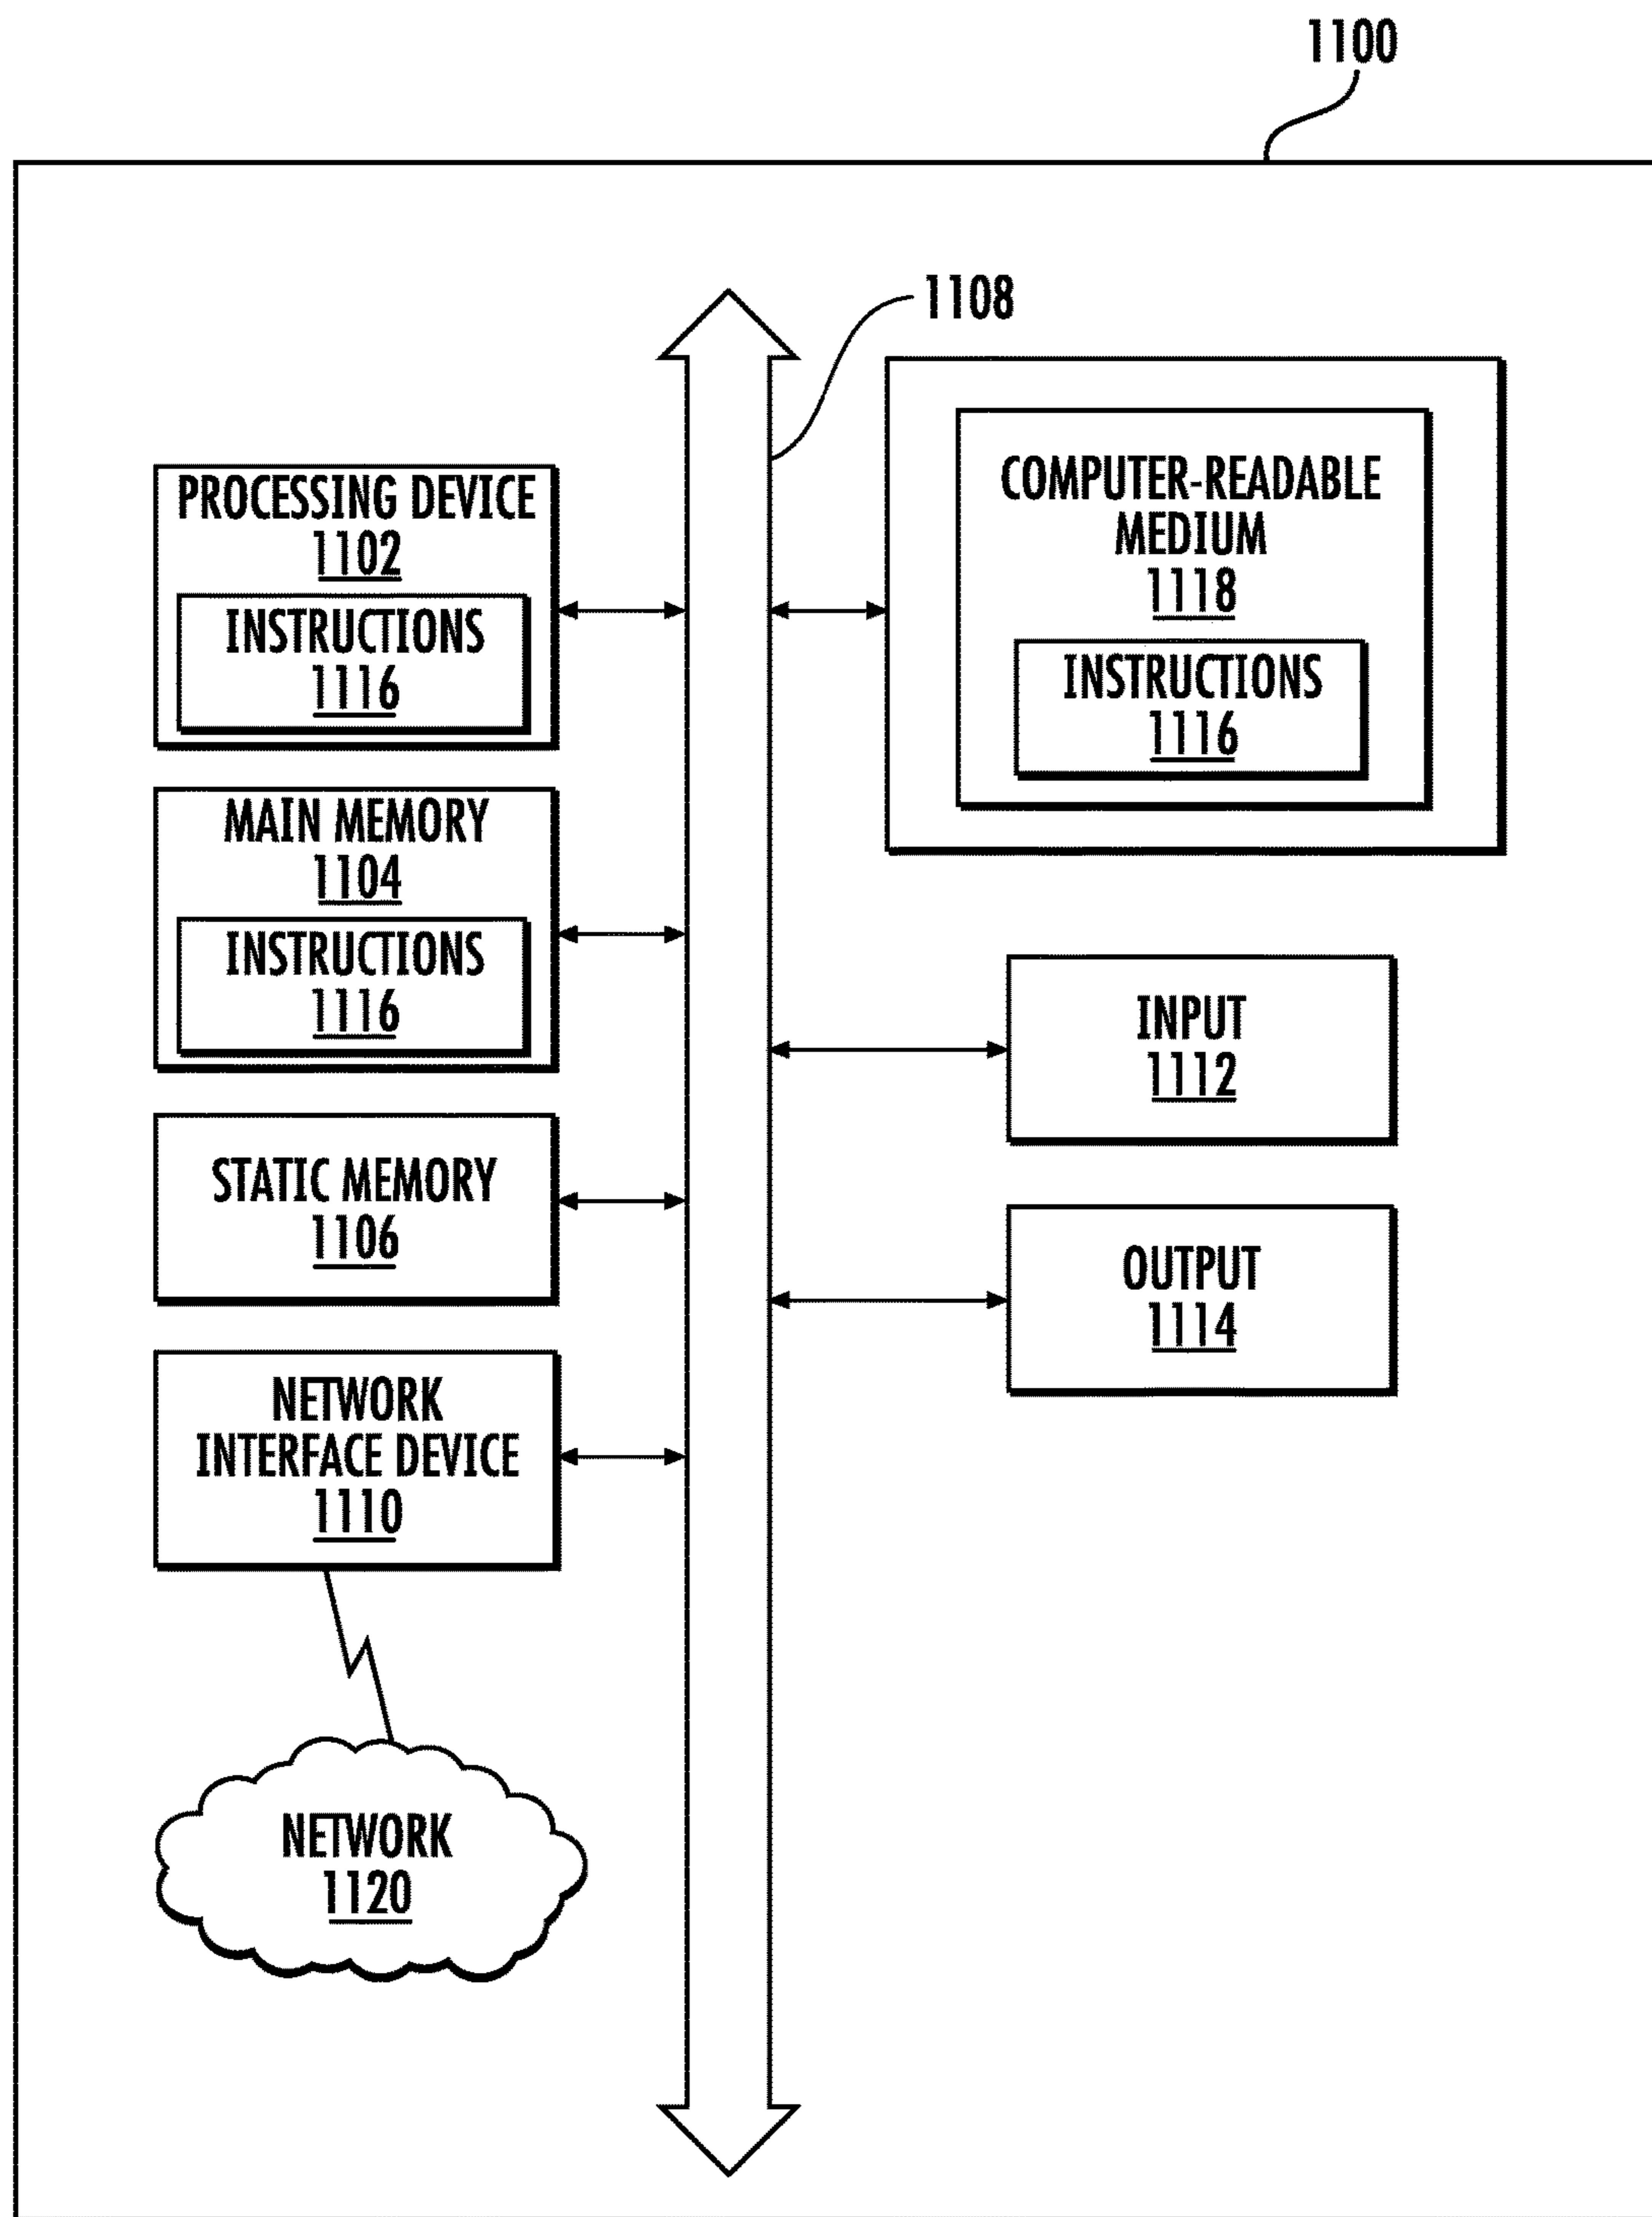 1100
1108
PROCESSING DEVICE
1102
INSTRUCTIONS
1116
MAIN MEMORY
1104
INSTRUCTIONS
1116
STATIC MEMORY
1106
NETWORK
INTERFACE DEVICE
1110
NETWORK
1120
COMPUTER-READABLE
MEDIUM
1118
INSTRUCTIONS
1116
INPUT
1112
OUTPUT
1114